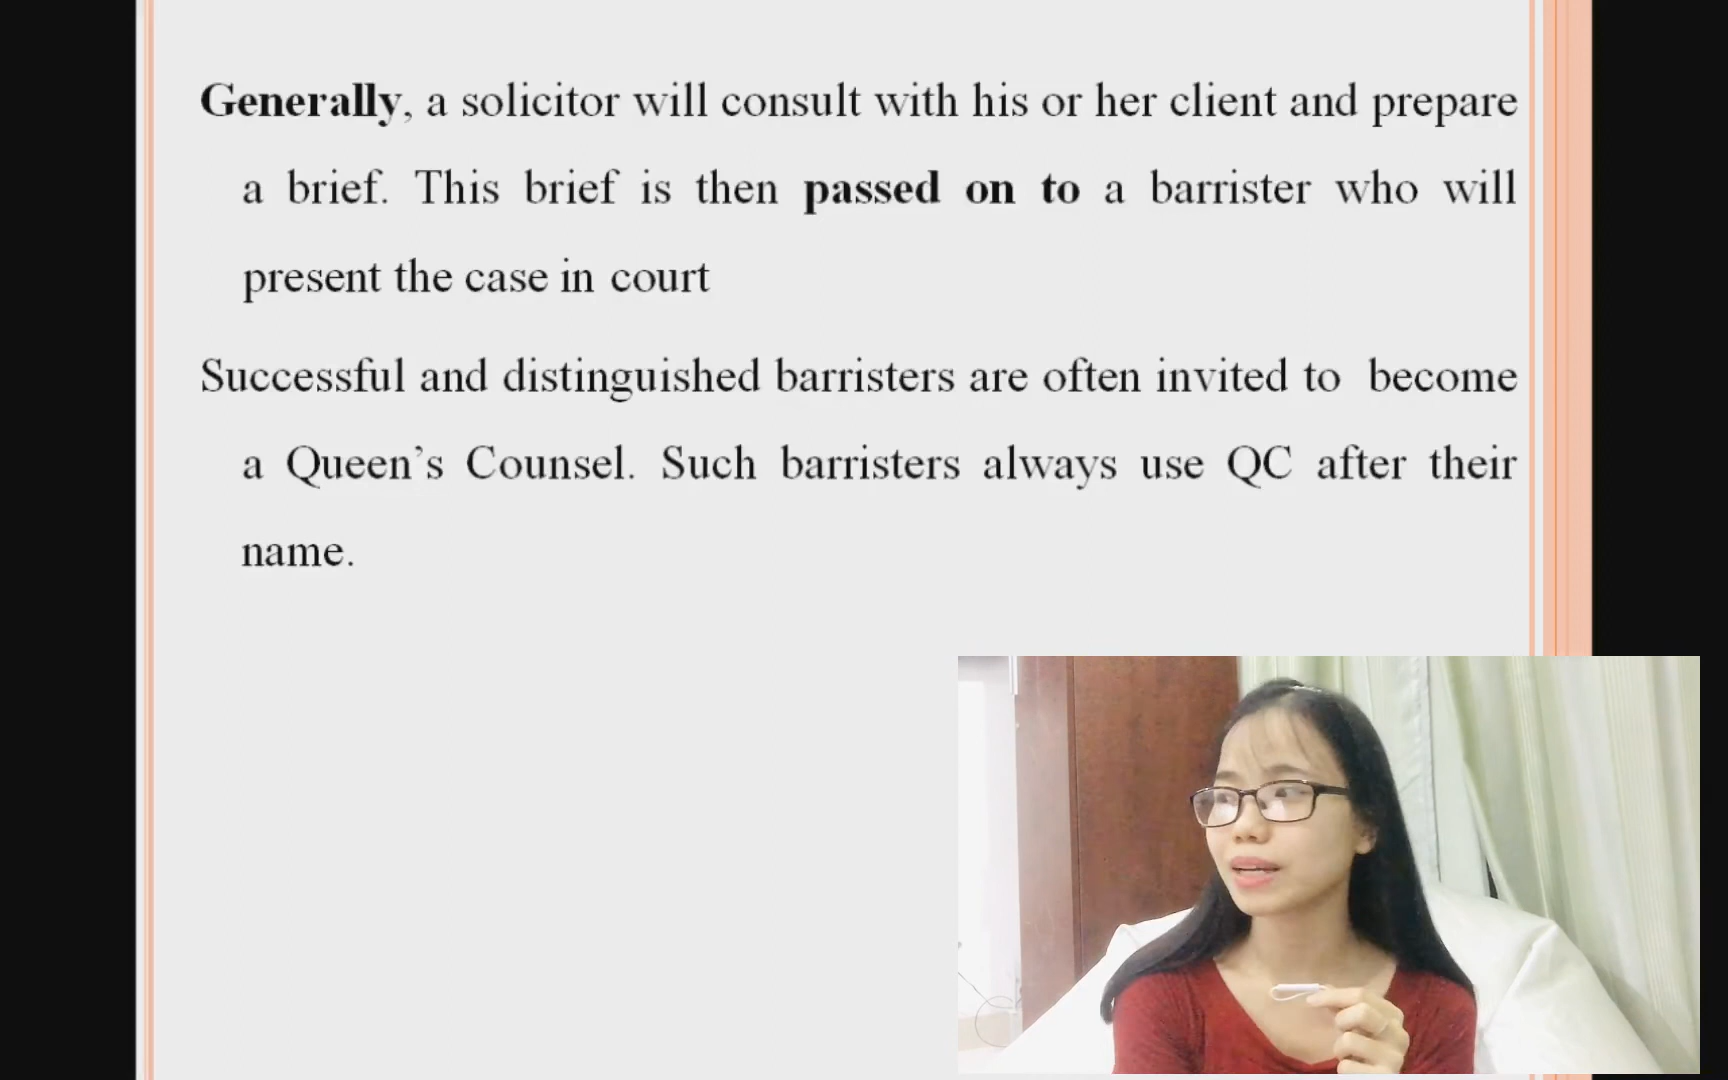 Generally, a solicitor will consult with his or her client and prepare
a brief. This brief is then passed on to a barrister who will
present the case in court
Successful and distinguished barristers are often invited to become
a Queen’s Counsel. Such barristers always use QC after their
name.